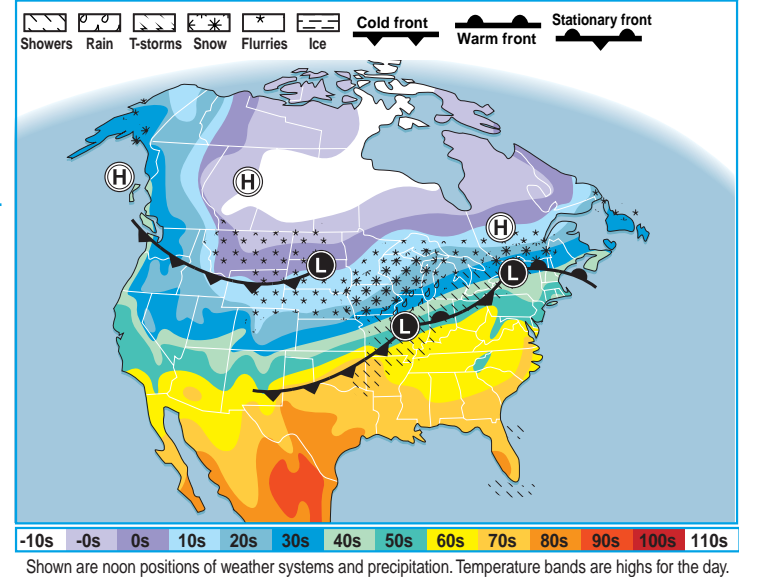 Showers Rain T-storms Snow Flurries Ice
Cold front
Warm front
Stationary front
H
H
H
L
L
L
-10s -0s 0s 10s 20s 30s 40s 50s 60s 70s 80s 90s 100s 110s
Shown are noon positions of weather systems and precipitation. Temperature bands are highs for the day.